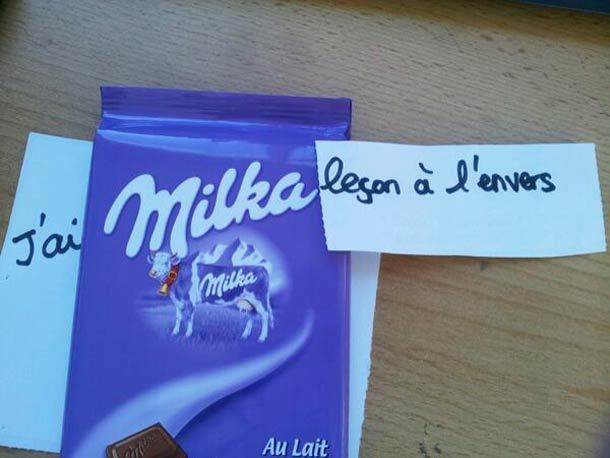 j'ai Milka leçon à l'envers
Milka
Au Lait